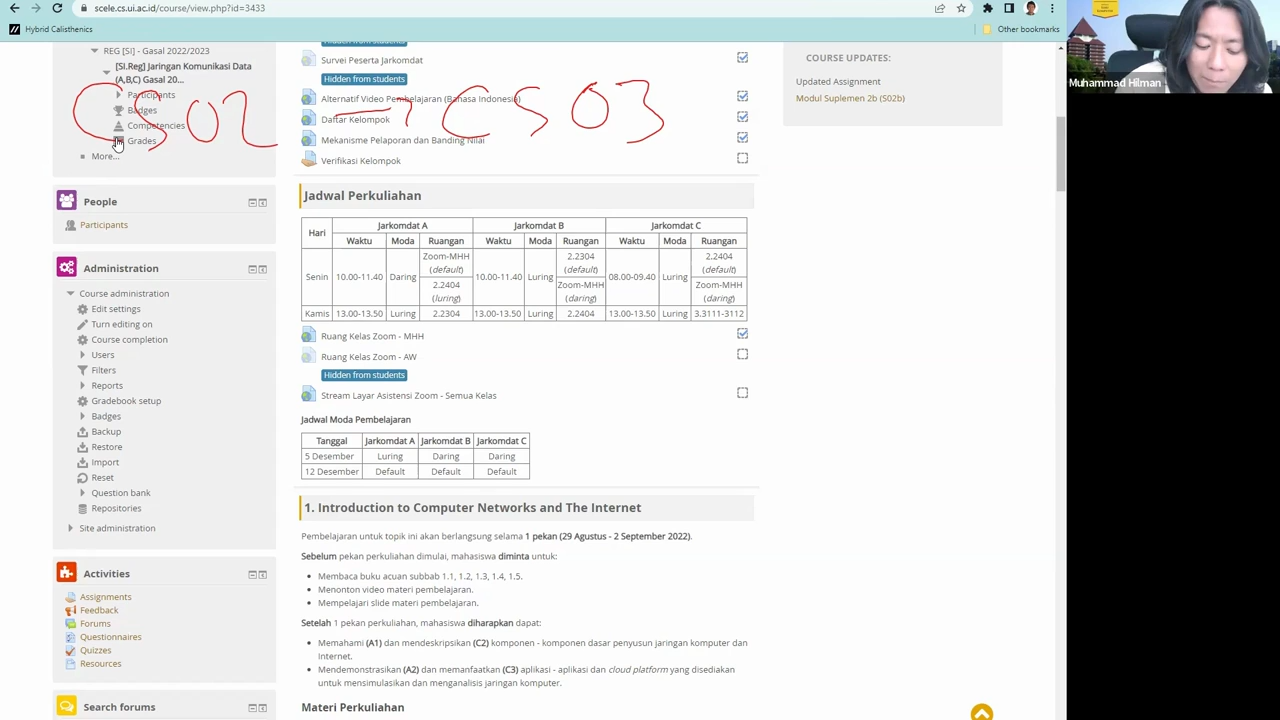 scele.cs.ui.ac.id/course/view.php?id=3433
Hybrid Calisthenics
Other bookmarks
REG [SI] - Gasal 2022/2023
[SI.Reg] Jaringan Komunikasi Data
(A,B,C) Gasal 20...
Participants
Badges
Competencies
Grades
More...
CS02
CS 03
People
Participants
Administration
Course administration
Edit settings
Turn editing on
Course completion
Users
Filters
Reports
Gradebook setup
Badges
Backup
Restore
Import
Reset
Question bank
Repositories
Site administration
Activities
Assignments
Feedback
Forums
Questionnaires
Quizzes
Resources
Search forums
Hidden from students
Survei Peserta Jarkomdat
Hidden from students
Alternatif Video Pembelajaran (Bahasa Indonesia)
Daftar Kelompok
Mekanisme Pelaporan dan Banding Nilai
Verifikasi Kelompok
Jadwal Perkuliahan
Hari Jarkomdat A Jarkomdat B Jarkomdat C
Waktu Moda Ruangan Waktu Moda Ruangan Waktu Moda Ruangan
Senin 10.00-11.40 Daring Zoom-MHH (default) 2.2404 (luring) 10.00-11.40 Luring 2.2304 (default) Zoom-MHH (daring) 08.00-09.40 Luring 2.2404 (default) Zoom-MHH (daring)
Kamis 13.00-13.50 Luring 2.2304 13.00-13.50 Luring 2.2404 13.00-13.50 Luring 3.3111-3112
Ruang Kelas Zoom - MHH
Ruang Kelas Zoom - AW
Hidden from students
Stream Layar Asistensi Zoom - Semua Kelas
Jadwal Moda Pembelajaran
Tanggal Jarkomdat A Jarkomdat B Jarkomdat C
5 Desember Luring Daring Daring
12 Desember Default Default Default
1. Introduction to Computer Networks and The Internet
Pembelajaran untuk topik ini akan berlangsung selama 1 pekan (29 Agustus - 2 September 2022).
Sebelum pekan perkuliahan dimulai, mahasiswa diminta untuk:
Membaca buku acuan subbab 1.1, 1.2, 1.3, 1.4, 1.5.
Menonton video materi pembelajaran.
Mempelajari slide materi pembelajaran.
Setelah 1 pekan perkuliahan, mahasiswa diharapkan dapat:
Memahami (A1) dan mendeskripsikan (C2) komponen - komponen dasar penyusun jaringan komputer dan
Internet.
Mendemonstrasikan (A2) dan memanfaatkan (C3) aplikasi - aplikasi dan cloud platform yang disediakan
untuk mensimulasikan dan menganalisis jaringan komputer.
Materi Perkuliahan
COURSE UPDATES:
Updated Assignment
Modul Suplemen 2b (S02b)
Muhammad Hilman